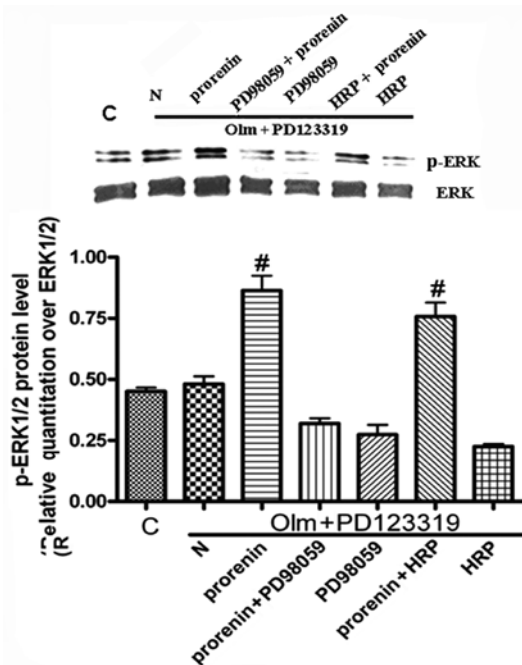 C
N
prorenin
PD98059 + prorenin
PD98059
HRP + prorenin
HRP
Olm+PD123319
p-ERK
ERK
p-ERK1/2 protein level
(Relative quantitation over ERK1/2)
(R
1.00
0.75
0.50
0.25
0.00
#
#
C
Olm+PD123319
N
prorenin
prorenin+PD98059
PD98059
prorenin+HRP
HRP